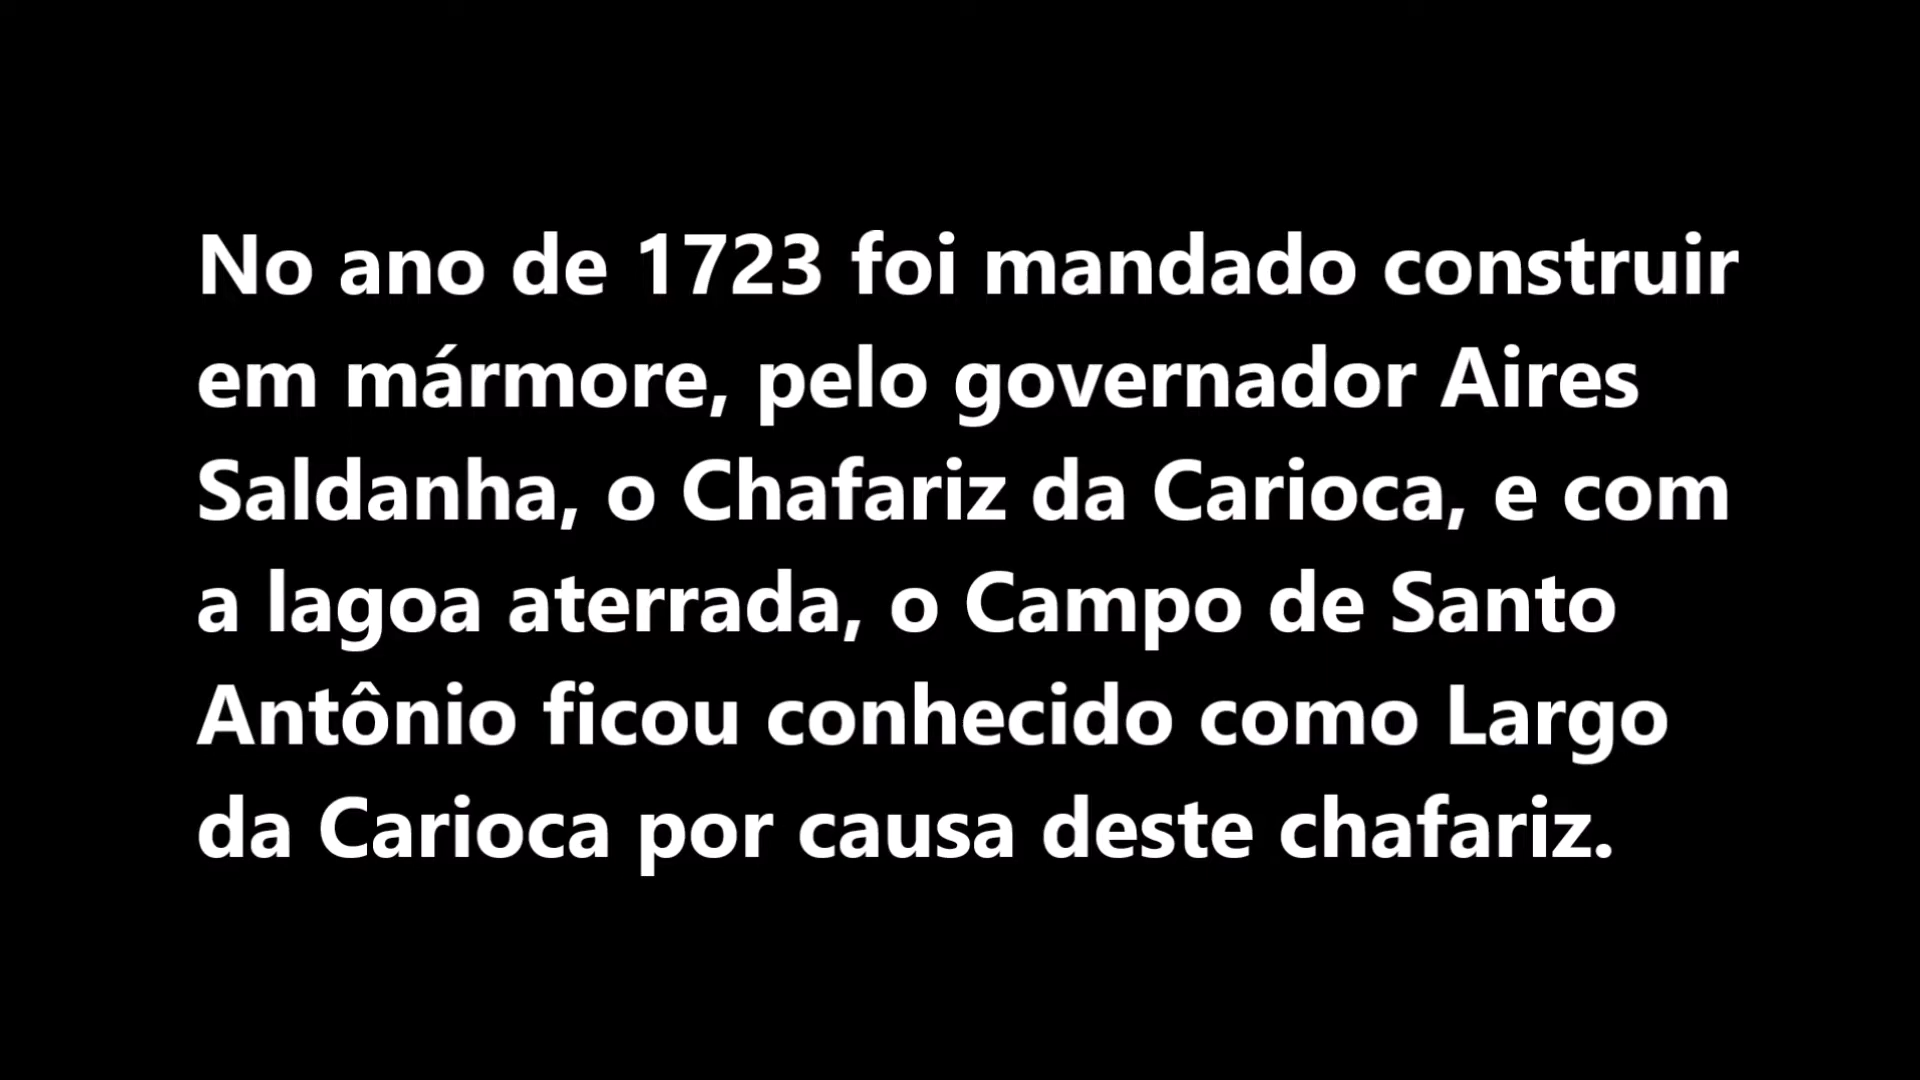 No ano de 1723 foi mandado construir
em mármore, pelo governador Aires
Saldanha, o Chafariz da Carioca, e com
a lagoa aterrada, o Campo de Santo
Antônio ficou conhecido como Largo
da Carioca por causa deste chafariz.